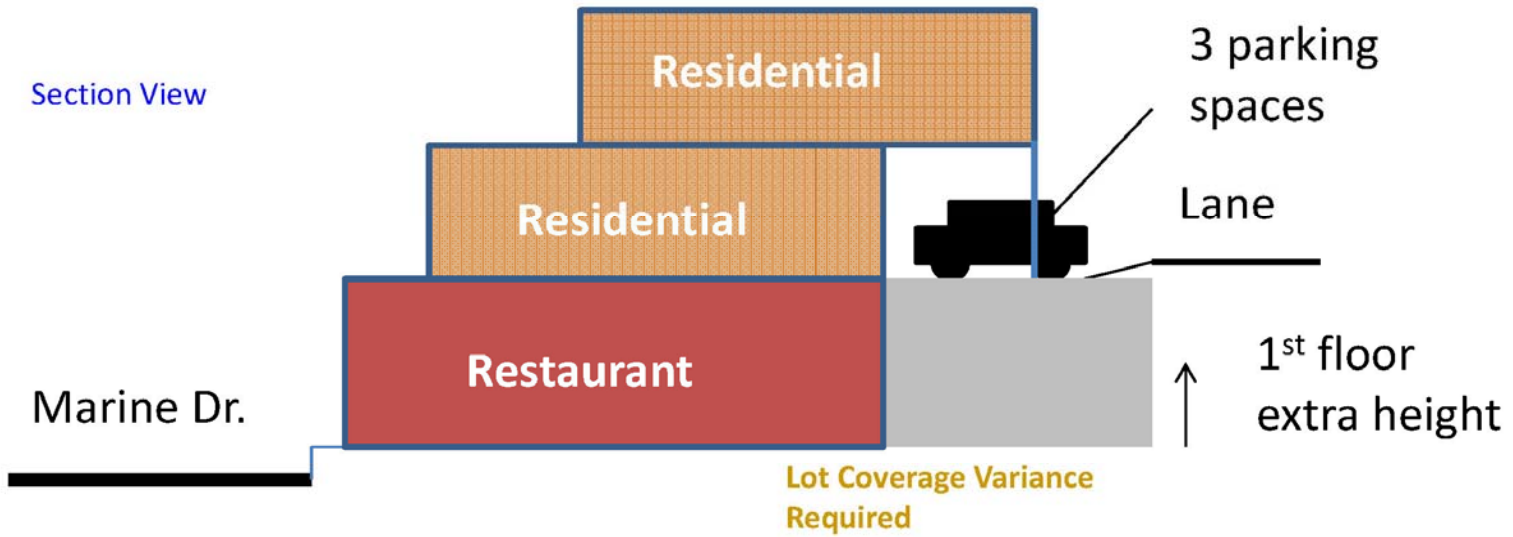 Section View
Residential
3 parking
spaces
Residential
Lane
Restaurant
1st floor
extra height
Marine Dr.
Lot Coverage Variance
Required